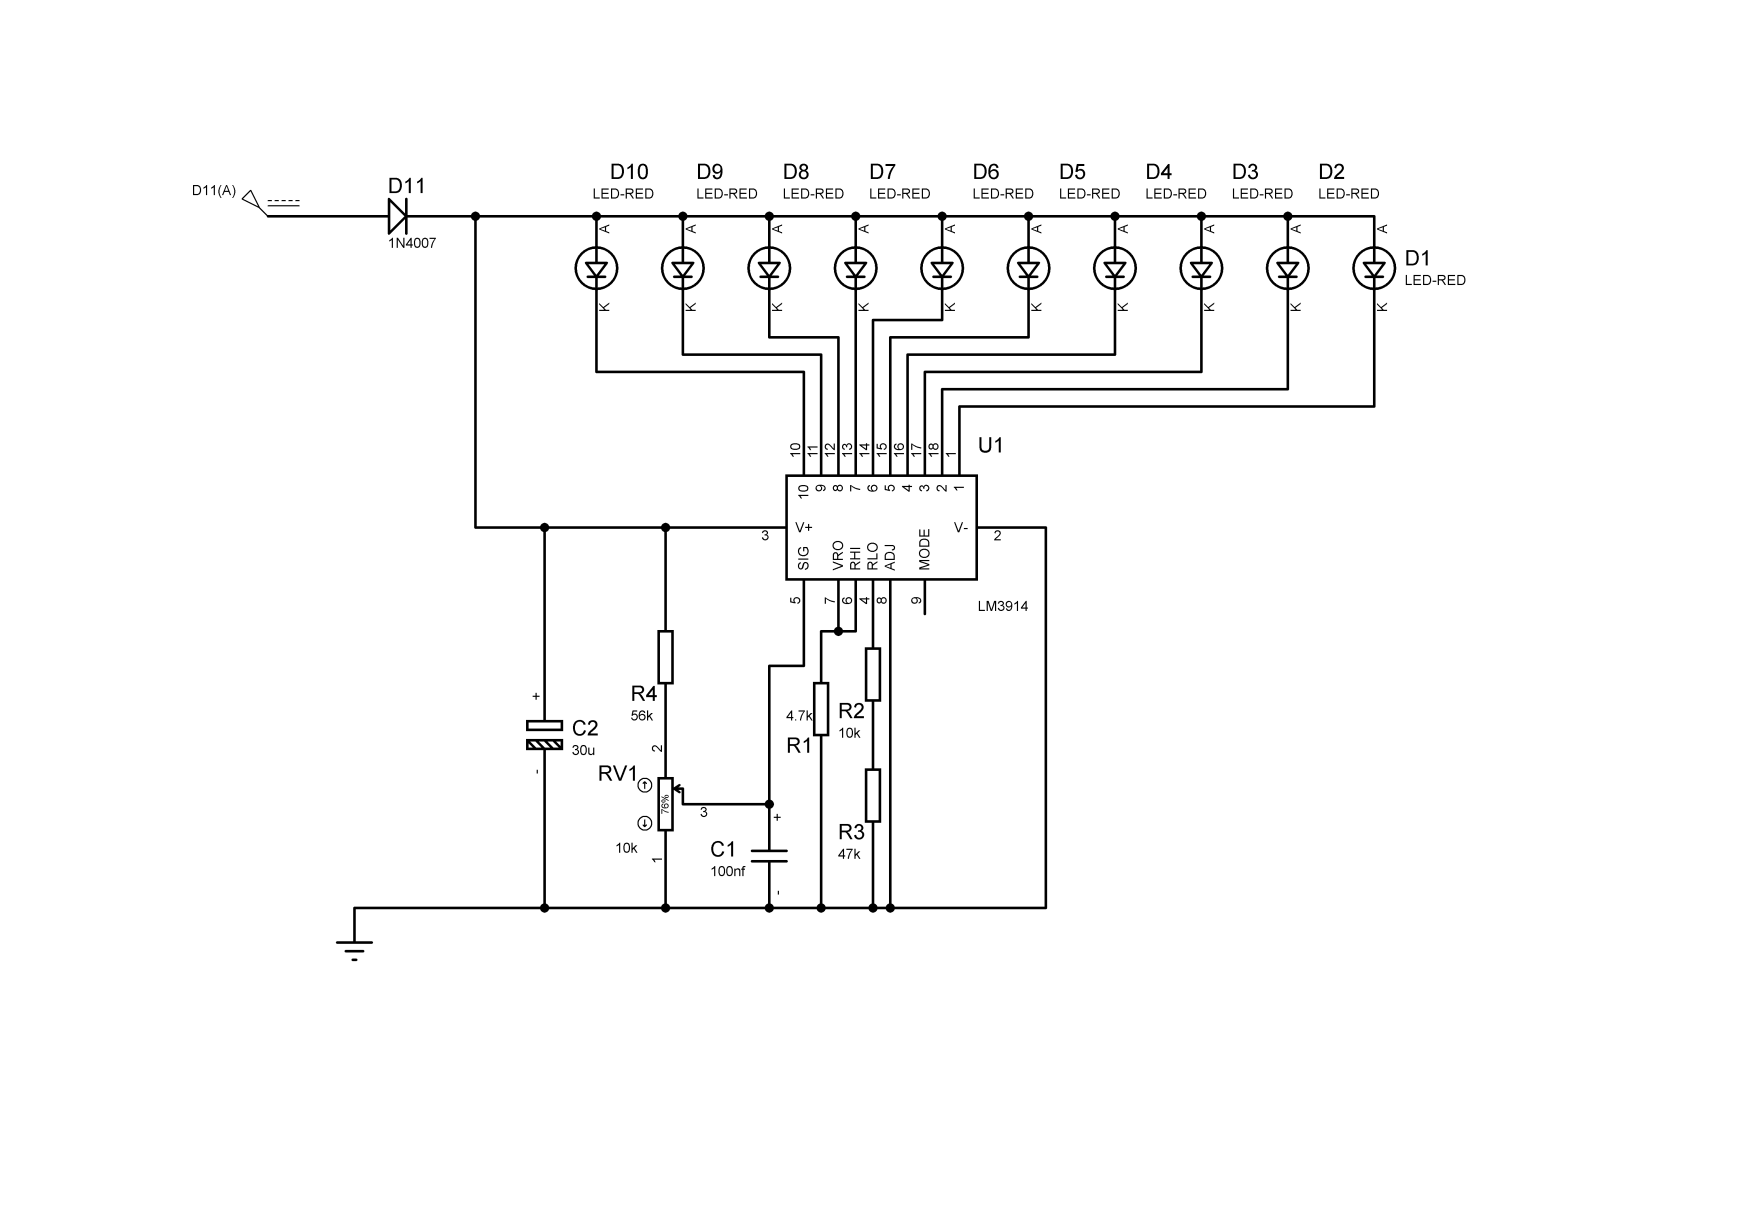 D10 D9 D8 D7 D6 D5 D4 D3 D2
LED-RED LED-RED LED-RED LED-RED LED-RED LED-RED LED-RED LED-RED LED-RED
D11(A)
D11
1N4007
A A A A A A A A A A
D1
LED-RED
K K K K K K K K K K
10 11 12 13 14 15 16 17 18 1
U1
10 9 8 7 6 5 4 3 2 1
3 V+ V- 2
SIG VRO RHI RLO ADJ MODE
5 7 6 4 8 9
LM3914
+
R4
56k
C2
30u
-
4.7k
R1
R2
10k
2
RV1
76%
3
10k
1
+
C1
100nf
-
R3
47k